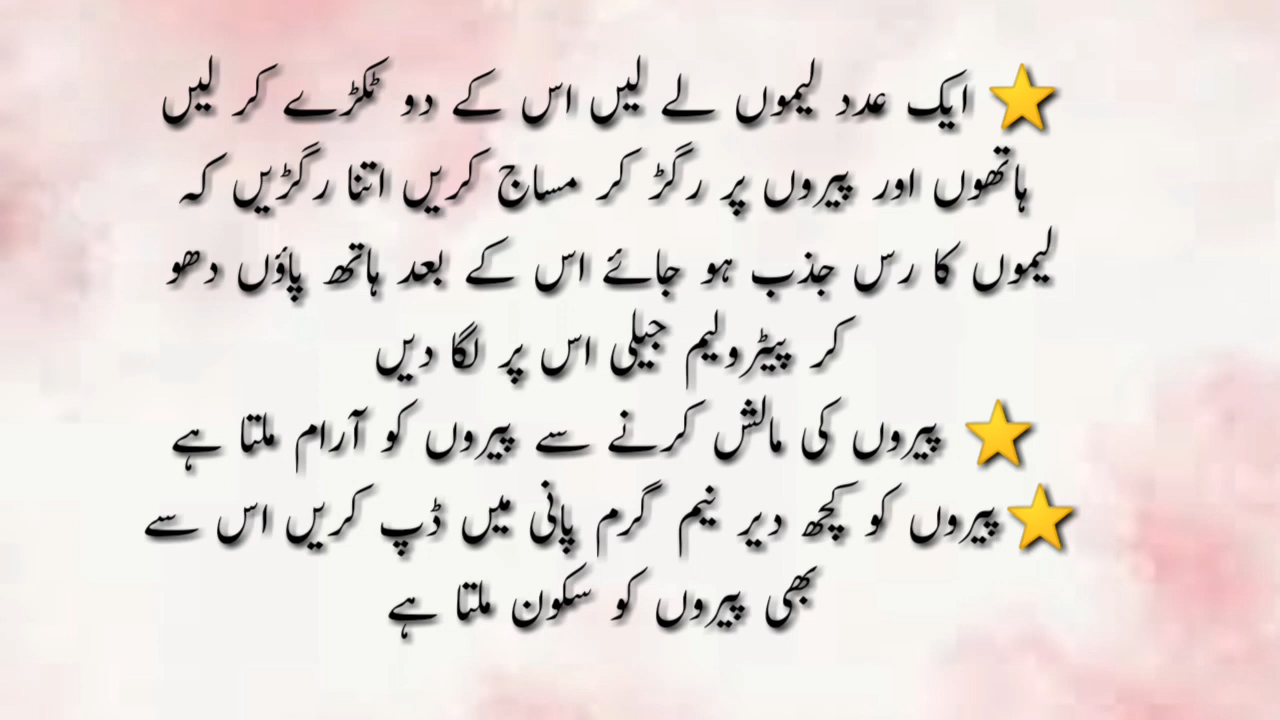 ⭐ ایک عدد لیموں لے لیں اس کے دو ٹکڑے کر لیں
ہاتھوں اور پیروں پر رگڑ کر مساج کریں اتنا رگڑیں کہ
لیموں کا رس جذب ہو جائے اس کے بعد ہاتھ پاؤں دھو
کر پیٹرولیم جیلی اس پر لگا دیں
⭐ پیروں کی مالش کرنے سے پیروں کو آرام ملتا ہے
⭐ پیروں کو کچھ دیر نیم گرم پانی میں ڈپ کریں اس سے
بھی پیروں کو سکون ملتا ہے